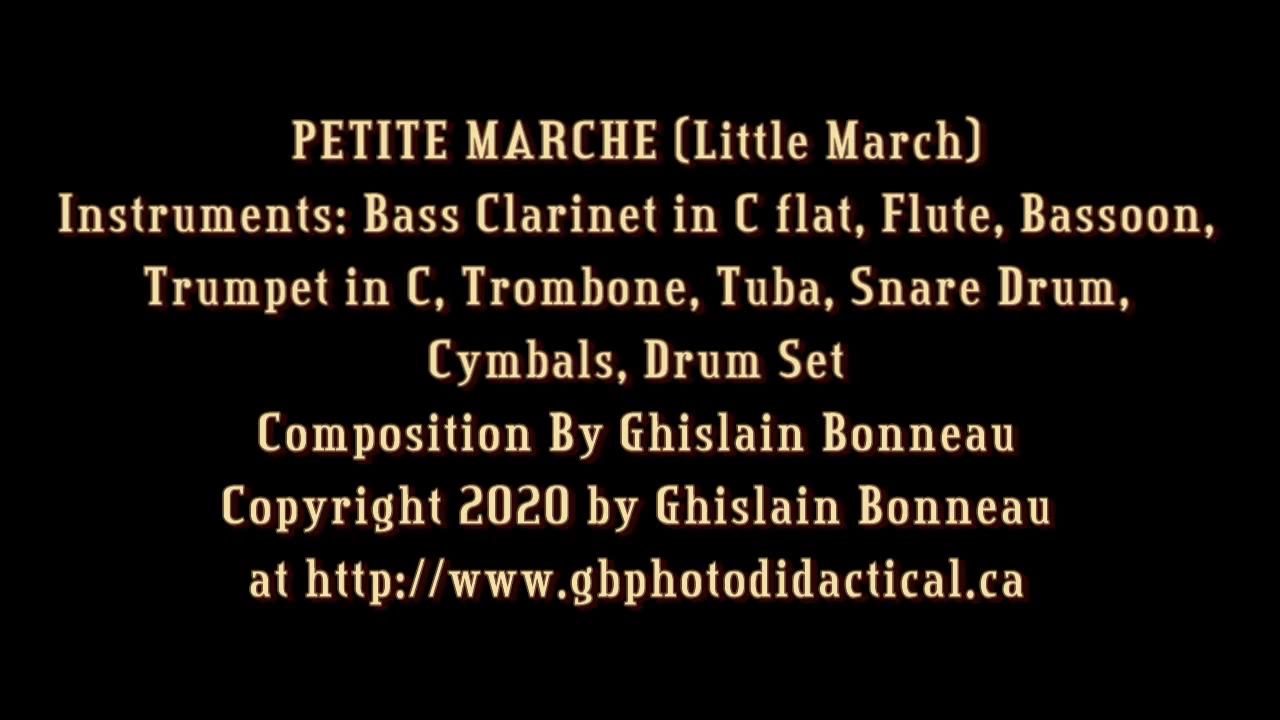 PETITE MARCHE (Little March)
Instruments: Bass Clarinet in C flat, Flute, Bassoon,
Trumpet in C, Trombone, Tuba, Snare Drum,
Cymbals, Drum Set
Composition By Ghislain Bonneau
Copyright 2020 by Ghislain Bonneau
at http://www.gbphotodidactical.ca